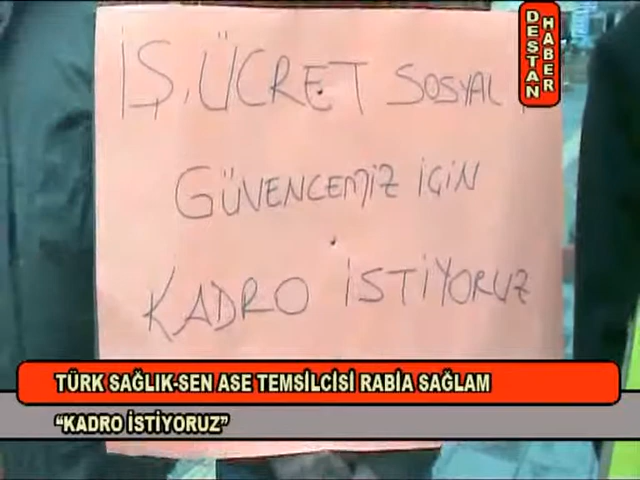 İŞ, ÜCRET SOSYAL
GÜVENCEMİZ İÇİN
KADRO İSTİYORUZ
DESTAN
HABER
TÜRK SAĞLIK-SEN ASE TEMSİLCİSİ RABİA SAĞLAM
“KADRO İSTİYORUZ”